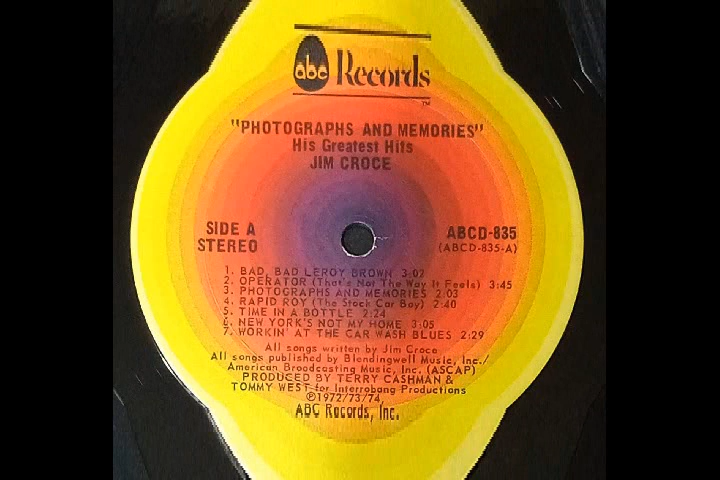 abc Records
TM
"PHOTOGRAPHS AND MEMORIES"
His Greatest Hits
JIM CROCE
SIDE A
STEREO
ABCD-835
(ABCD-835-A)
1. BAD, BAD LEROY BROWN 3:02
2. OPERATOR (That's Not The Way It Feels) 3:45
3. PHOTOGRAPHS AND MEMORIES 2:03
4. RAPID ROY (The Stock Car Boy) 2:40
5. TIME IN A BOTTLE 2:24
6. NEW YORK'S NOT MY HOME 3:05
7. WORKIN' AT THE CAR WASH BLUES 2:29
All songs written by Jim Croce
All songs published by Blendingwell Music, Inc./
American Broadcasting Music, Inc. (ASCAP)
PRODUCED BY TERRY CASHMAN &
TOMMY WEST for Interrobang Productions
℗1972/73/74,
ABC Records, Inc.